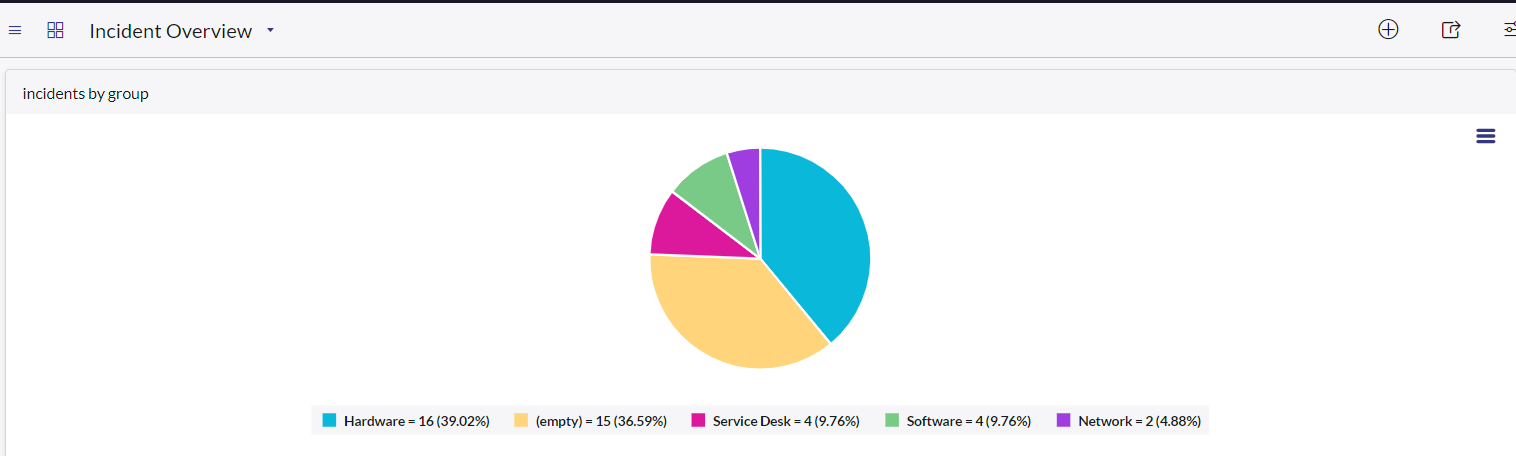 Incident Overview
incidents by group
Hardware = 16 (39.02%) (empty) = 15 (36.59%) Service Desk = 4 (9.76%) Software = 4 (9.76%) Network = 2 (4.88%)